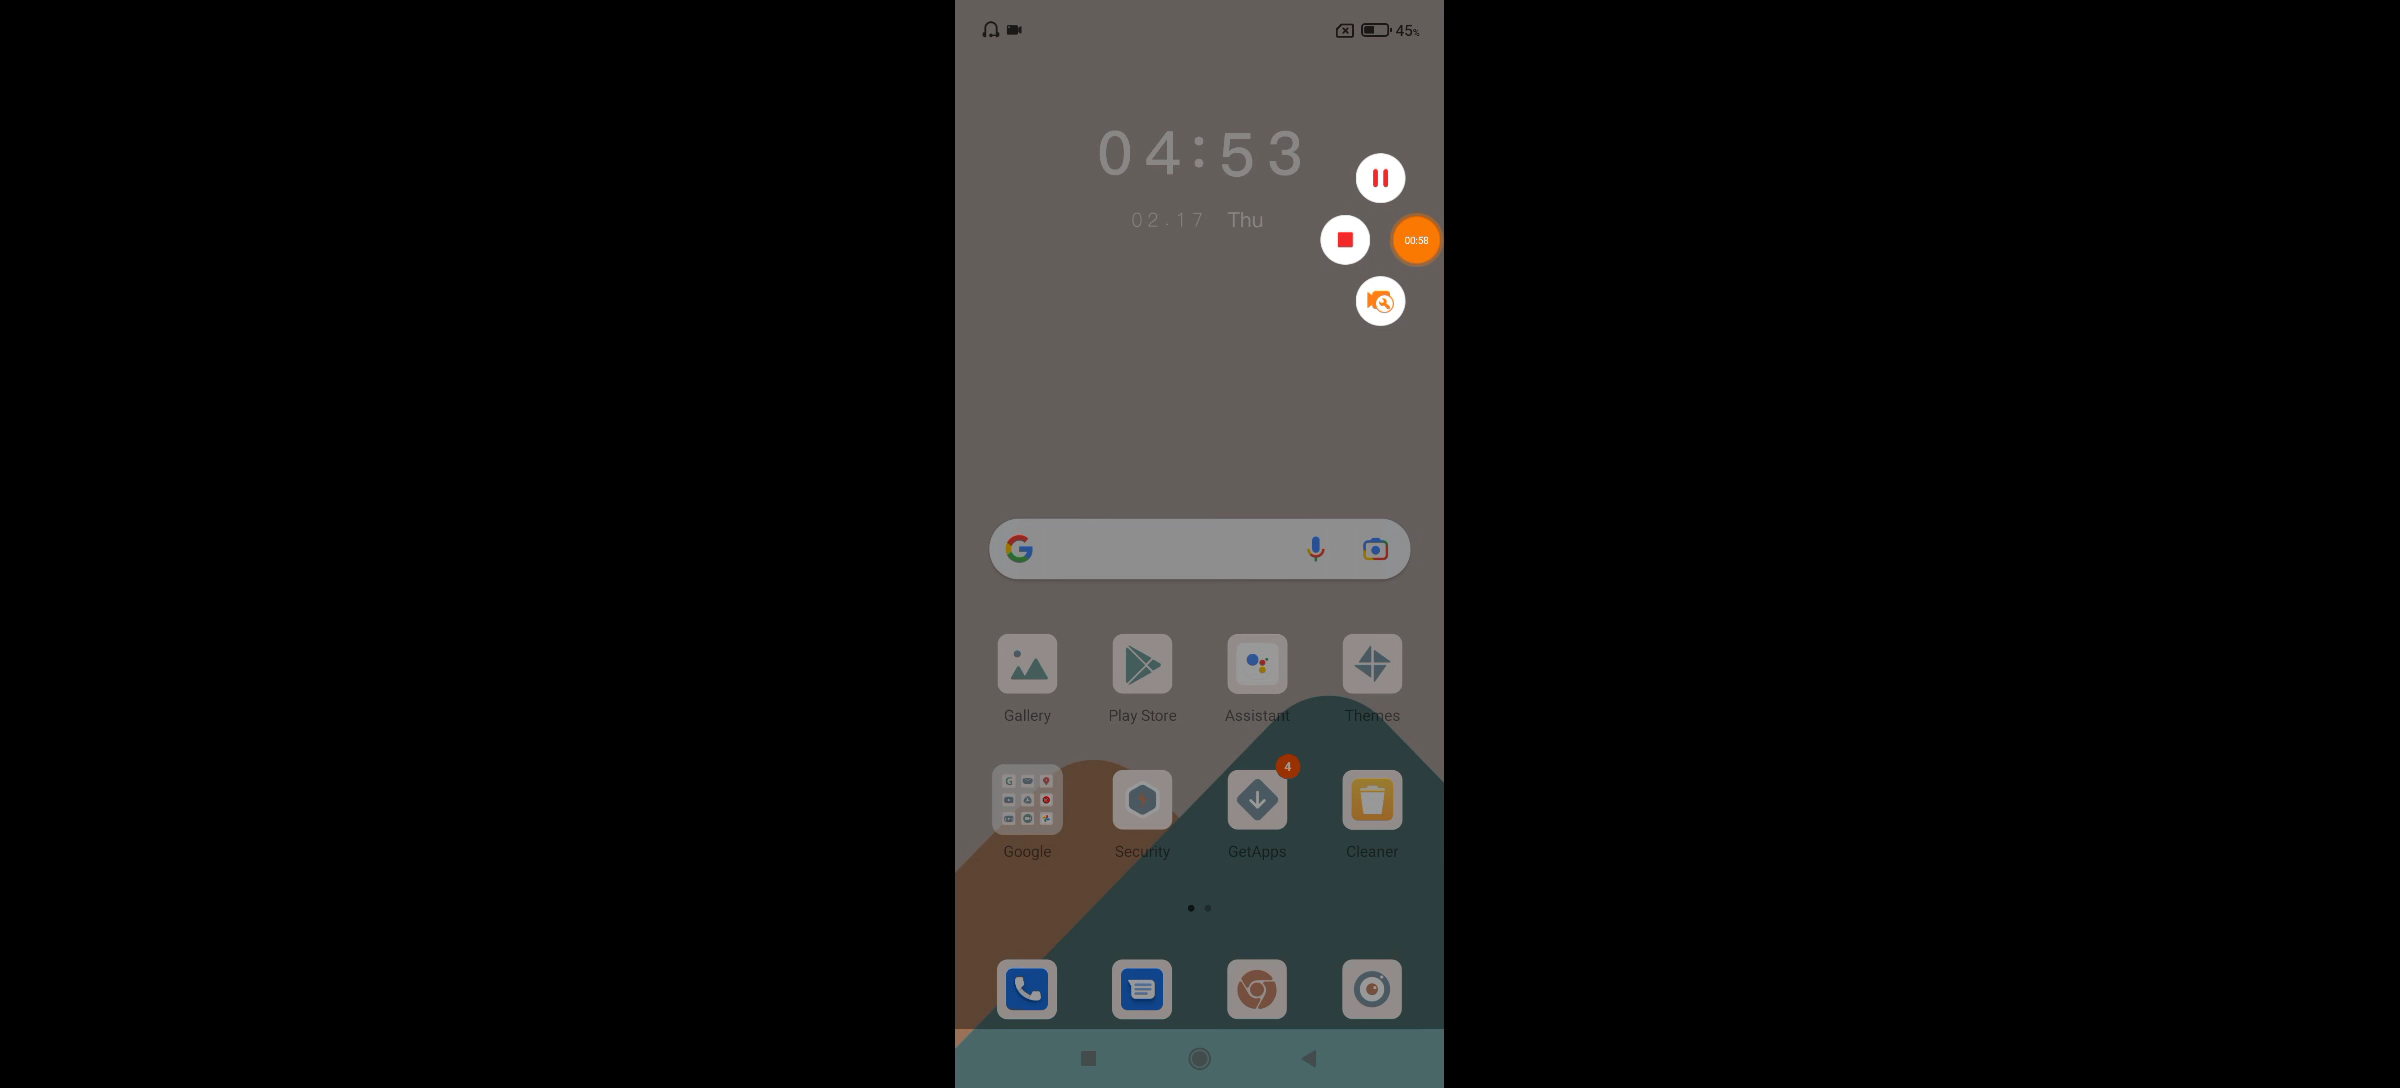 45%
04:53
02.17 Thu
00:58
Gallery Play Store Assistant Themes
4
Google Security GetApps Cleaner